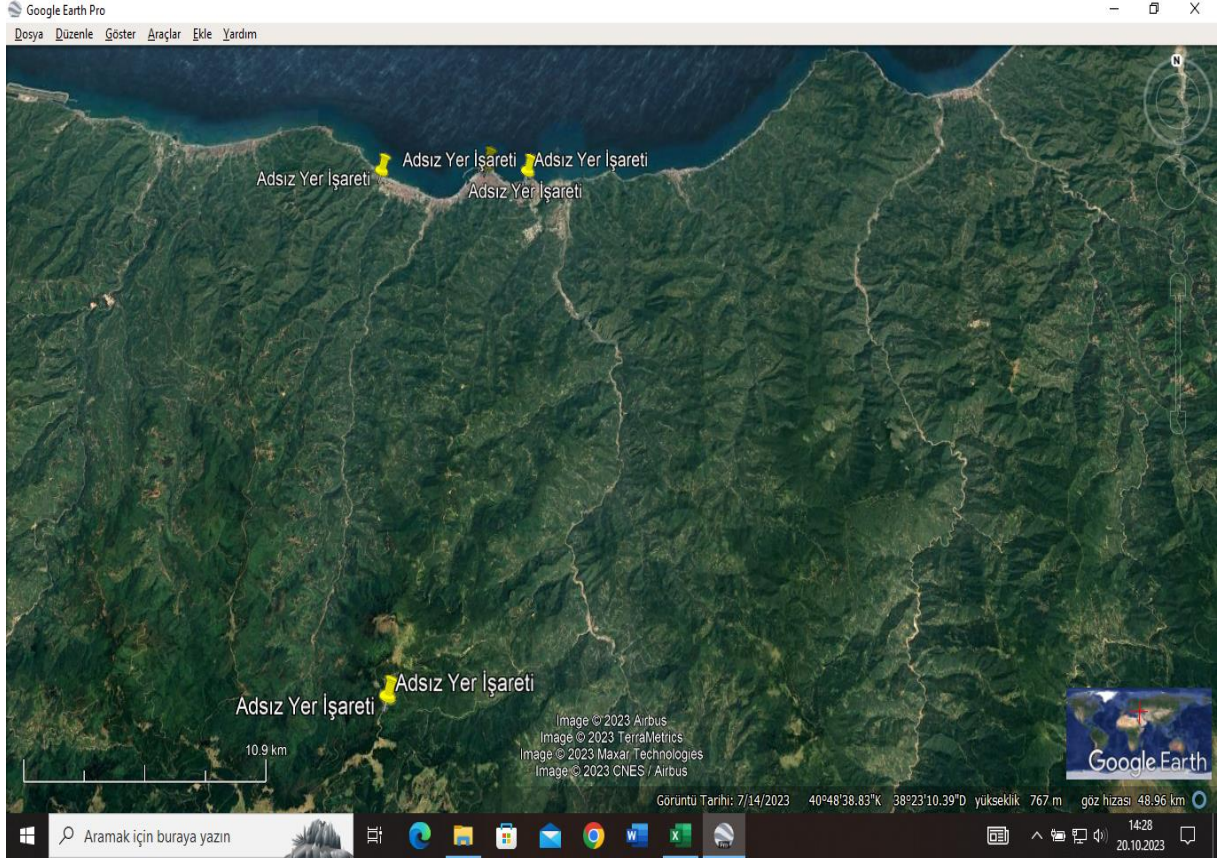 Google Earth Pro
Dosya Düzenle Göster Araçlar Ekle Yardım
N
Adsız Yer İşareti Adsız Yer İşareti
Adsız Yer İşareti
Adsız Yer İşareti
Adsız Yer İşareti
Adsız Yer İşareti
10.9 km
Image © 2023 Airbus
Image © 2023 TerraMetrics
Image © 2023 Maxar Technologies
Image © 2023 CNES / Airbus
Google Earth
Görüntü Tarihi: 7/14/2023 40°48'38.83"K 38°23'10.39"D yükseklik 767 m göz hizası 48.96 km
Aramak için buraya yazın
14:28
20.10.2023